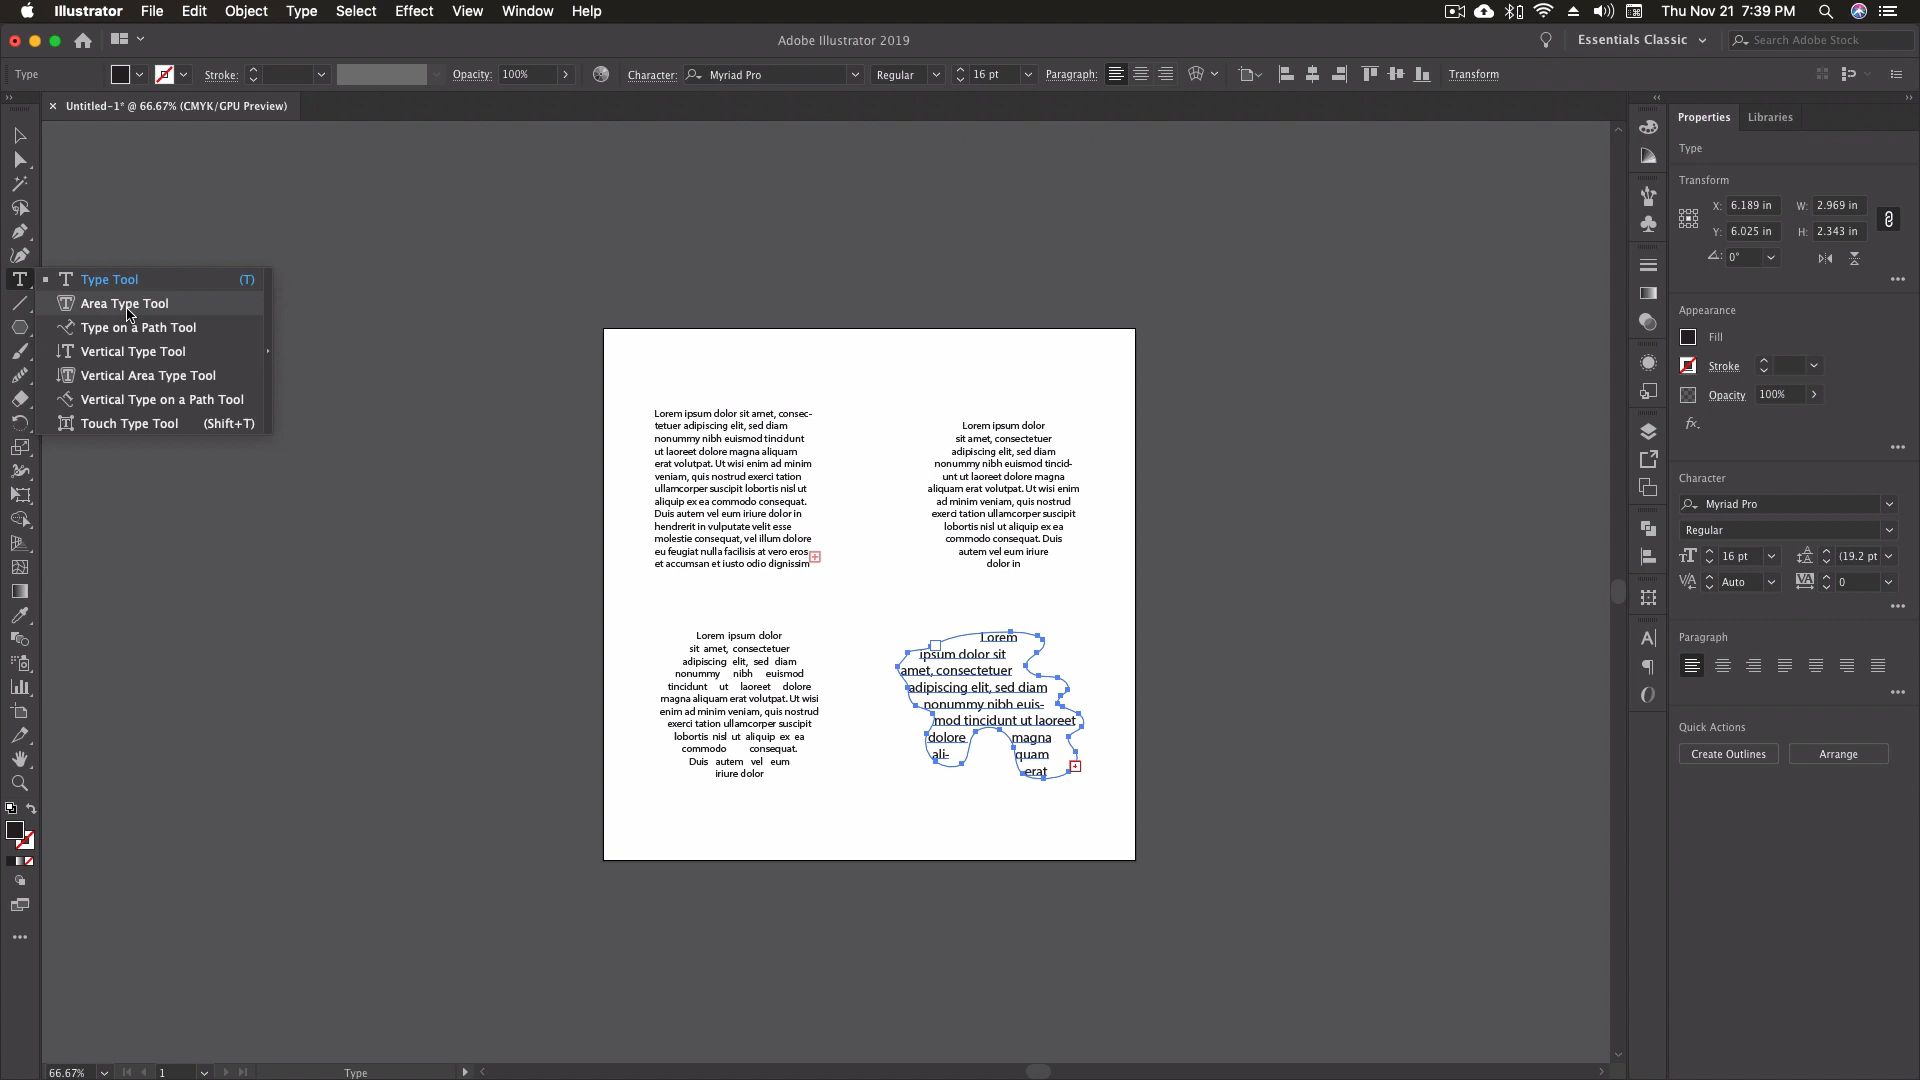 Illustrator File Edit Object Type Select Effect View Window Help
Thu Nov 21 7:39 PM
Adobe Illustrator 2019
Essentials Classic
Search Adobe Stock
Type
Stroke:
Opacity: 100%
Character: Myriad Pro
Regular
16 pt
Paragraph:
Transform
× Untitled-1* @ 66.67% (CMYK/GPU Preview)
Type Tool (T)
Area Type Tool
Type on a Path Tool
Vertical Type Tool
Vertical Area Type Tool
Vertical Type on a Path Tool
Touch Type Tool (Shift+T)
Lorem ipsum dolor sit amet, consec-
tetuer adipiscing elit, sed diam
nonummy nibh euismod tincidunt
ut laoreet dolore magna aliquam
erat volutpat. Ut wisi enim ad minim
veniam, quis nostrud exerci tation
ullamcorper suscipit lobortis nisl ut
aliquip ex ea commodo consequat.
Duis autem vel eum iriure dolor in
hendrerit in vulputate velit esse
molestie consequat, vel illum dolore
eu feugiat nulla facilisis at vero eros
et accumsan et iusto odio dignissim
Lorem ipsum dolor
sit amet, consectetuer
adipiscing elit, sed diam
nonummy nibh euismod tincid-
unt ut laoreet dolore magna
aliquam erat volutpat. Ut wisi enim
ad minim veniam, quis nostrud
exerci tation ullamcorper suscipit
lobortis nisl ut aliquip ex ea
commodo consequat. Duis
autem vel eum iriure
dolor in
Lorem ipsum dolor
sit amet, consectetuer
adipiscing elit, sed diam
nonummy nibh euismod
tincidunt ut laoreet dolore
magna aliquam erat volutpat. Ut wisi
enim ad minim veniam, quis nostrud
exerci tation ullamcorper suscipit
lobortis nisl ut aliquip ex ea
commodo consequat.
Duis autem vel eum
iriure dolor
Lorem
ipsum dolor sit
amet, consectetuer
adipiscing elit, sed diam
nonummy nibh euis-
mod tincidunt ut laoreet
dolore magna
ali- quam
erat
Properties Libraries
Type
Transform
X: 6.189 in W: 2.969 in
Y: 6.025 in H: 2.343 in
0°
Appearance
Fill
Stroke
Opacity 100%
fx.
Character
Myriad Pro
Regular
16 pt (19.2 pt
Auto 0
Paragraph
Quick Actions
Create Outlines Arrange
66.67% 1 Type